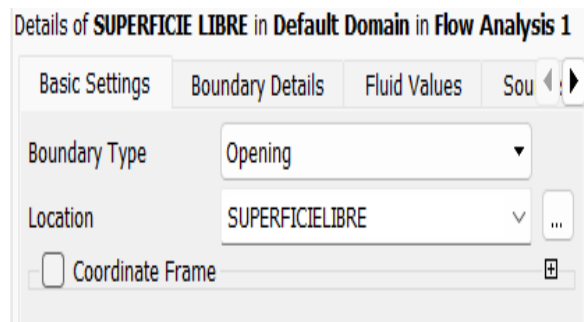 Details of SUPERFICIE LIBRE in Default Domain in Flow Analysis 1
Basic Settings Boundary Details Fluid Values Sou
Boundary Type Opening
Location SUPERFICIELIBRE ...
Coordinate Frame